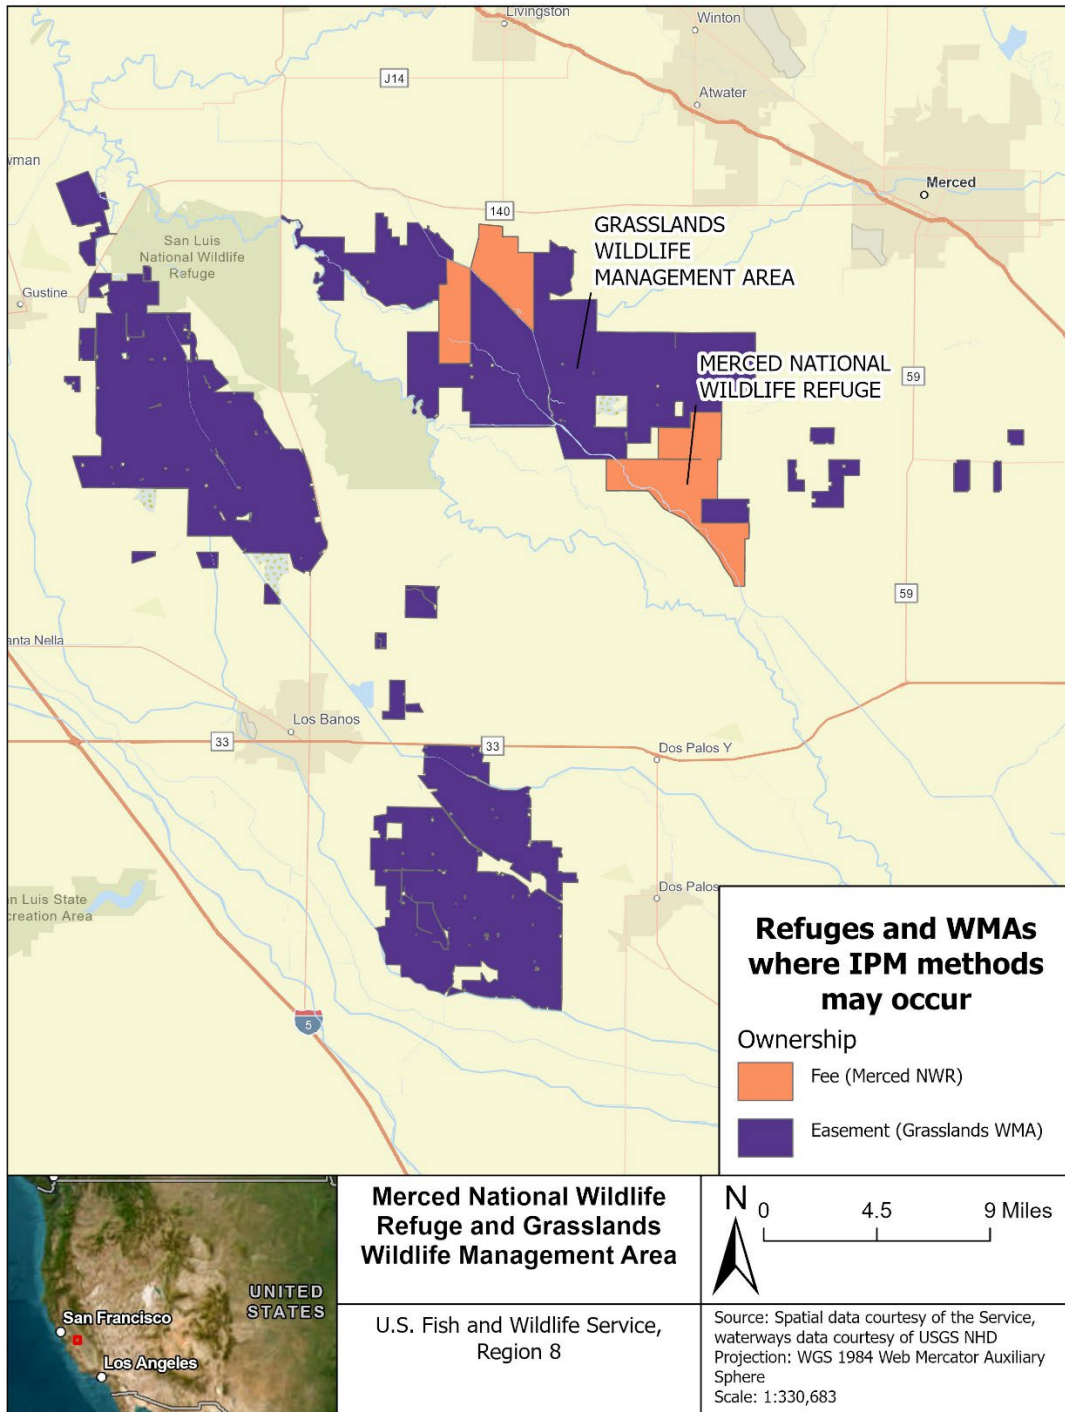 Livingston
Winton
J14
Atwater
wman
Merced
140
GRASSLANDS
WILDLIFE
MANAGEMENT AREA
San Luis
National Wildlife
Refuge
Gustine
MERCED NATIONAL
WILDLIFE REFUGE
59
59
anta Nella
Los Banos
33
33
Dos Palos Y
Dos Palos
an Luis State
creation Area
5
Refuges and WMAs
where IPM methods
may occur
Ownership
Fee (Merced NWR)
Easement (Grasslands WMA)
UNITED
STATES
San Francisco
Los Angeles
Merced National Wildlife
Refuge and Grasslands
Wildlife Management Area
U.S. Fish and Wildlife Service,
Region 8
N
0 4.5 9 Miles
Source: Spatial data courtesy of the Service,
waterways data courtesy of USGS NHD
Projection: WGS 1984 Web Mercator Auxiliary
Sphere
Scale: 1:330,683